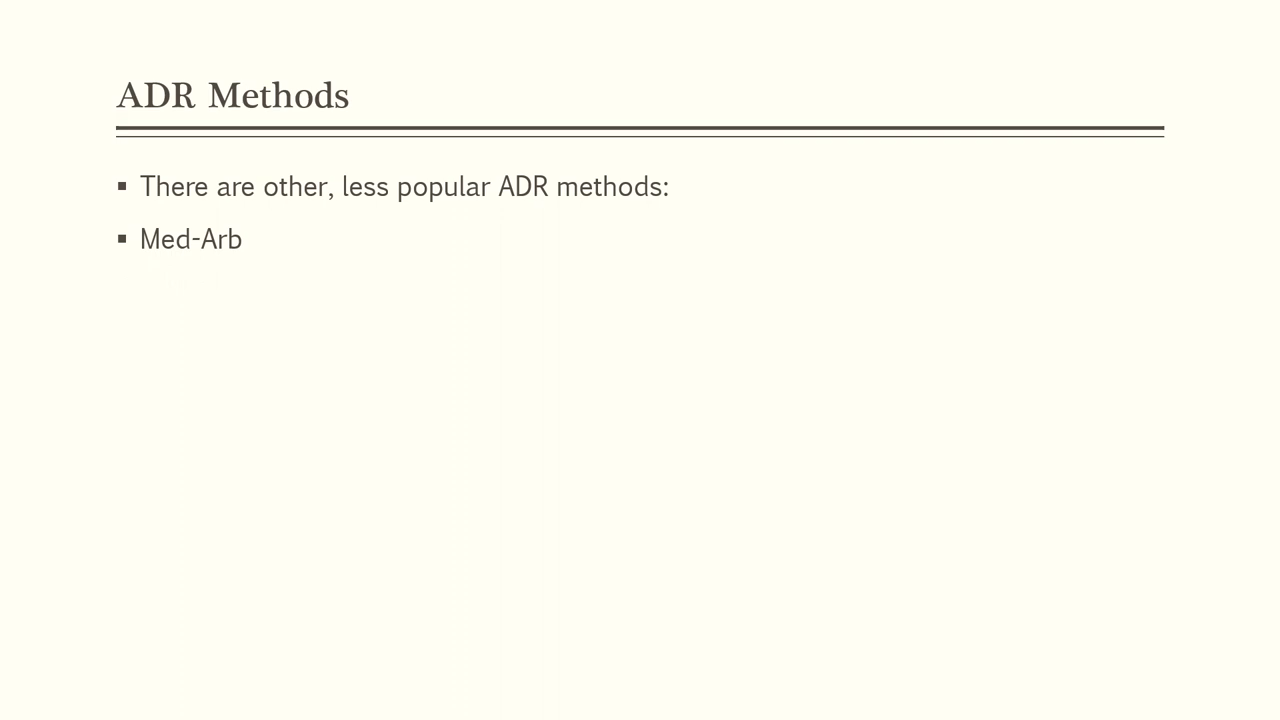 ADR Methods
▪ There are other, less popular ADR methods:
▪ Med-Arb